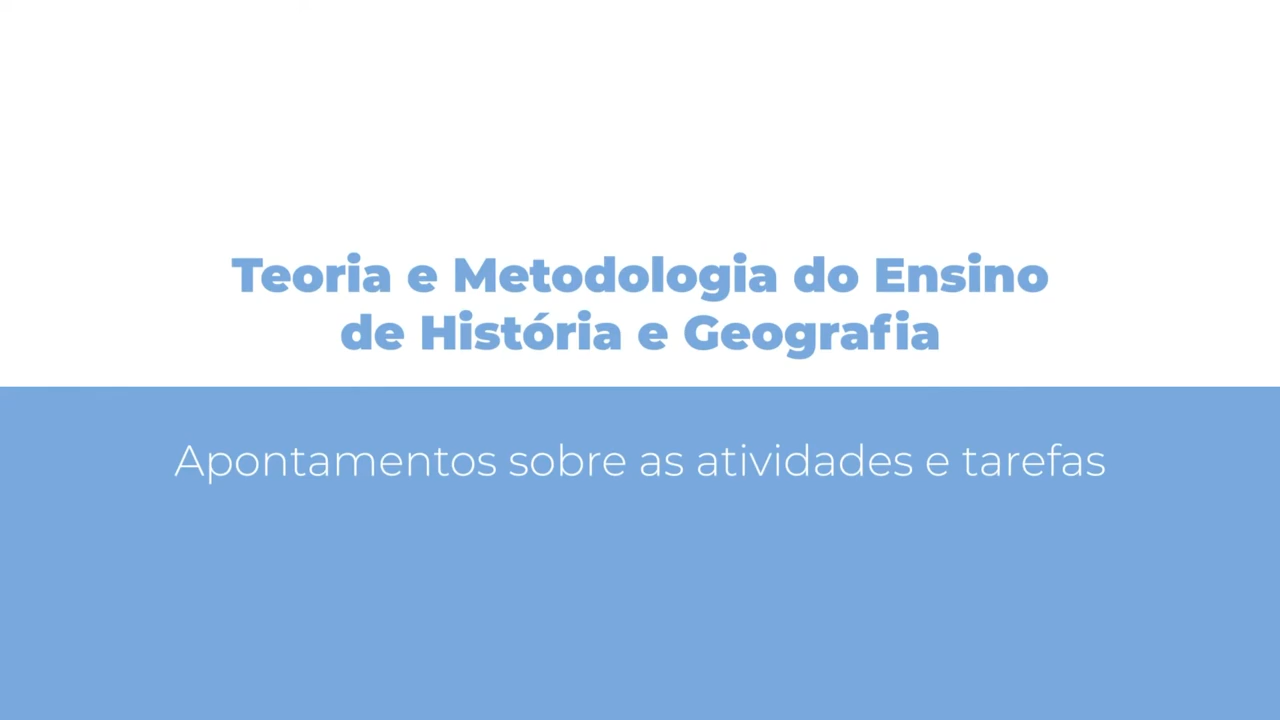 Teoria e Metodologia do Ensino
de História e Geografia
Apontamentos sobre as atividades e tarefas